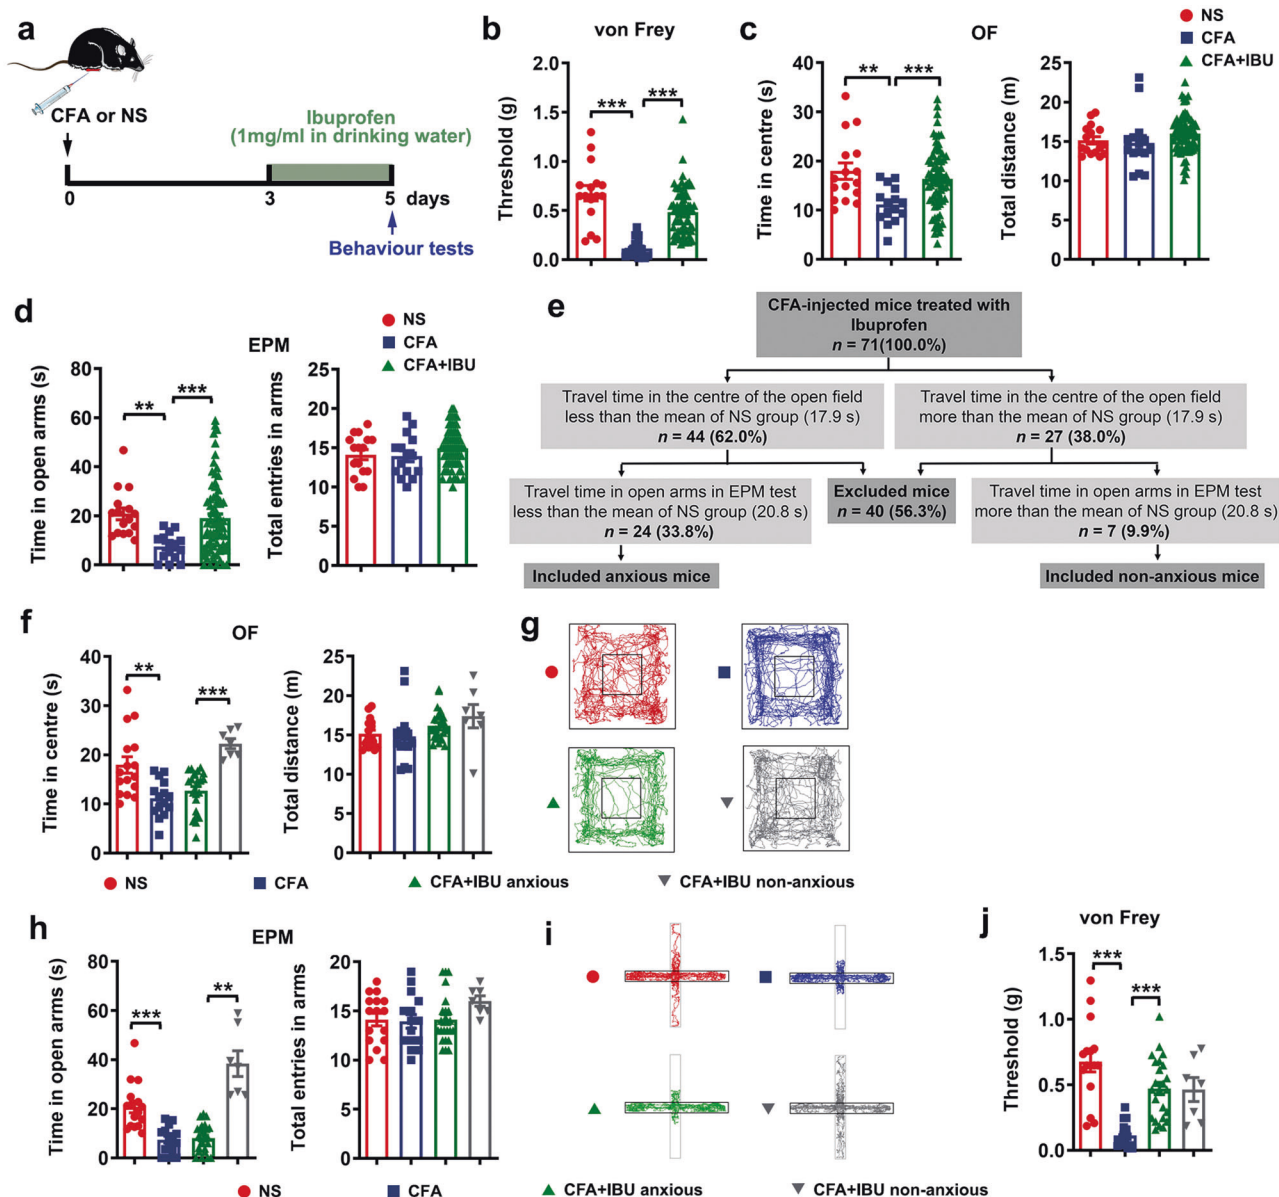 a
CFA or NS
Ibuprofen
(1mg/ml in drinking water)
0
3
5
days
Behaviour tests
b
von Frey
Threshold (g)
2.0
1.5
1.0
0.5
0.0
***
***
c
OF
NS
CFA
CFA+IBU
Time in centre (s)
40
30
20
10
0
**
***
Total distance (m)
25
20
15
10
5
0
d
EPM
NS
CFA
CFA+IBU
Time in open arms (s)
80
60
40
20
0
**
***
Total entries in arms
25
20
15
10
5
0
e
CFA-injected mice treated with
Ibuprofen
n = 71(100.0%)
Travel time in the centre of the open field
less than the mean of NS group (17.9 s)
n = 44 (62.0%)
Travel time in the centre of the open field
more than the mean of NS group (17.9 s)
n = 27 (38.0%)
Travel time in open arms in EPM test
less than the mean of NS group (20.8 s)
n = 24 (33.8%)
Excluded mice
n = 40 (56.3%)
Travel time in open arms in EPM test
more than the mean of NS group (20.8 s)
n = 7 (9.9%)
Included anxious mice
Included non-anxious mice
f
OF
Time in centre (s)
40
30
20
10
0
**
***
Total distance (m)
25
20
15
10
5
0
g
NS
CFA
CFA+IBU anxious
CFA+IBU non-anxious
h
EPM
Time in open arms (s)
80
60
40
20
0
***
**
Total entries in arms
20
15
10
5
0
i
j
von Frey
Threshold (g)
1.5
1.0
0.5
0.0
***
***
NS
CFA
CFA+IBU anxious
CFA+IBU non-anxious